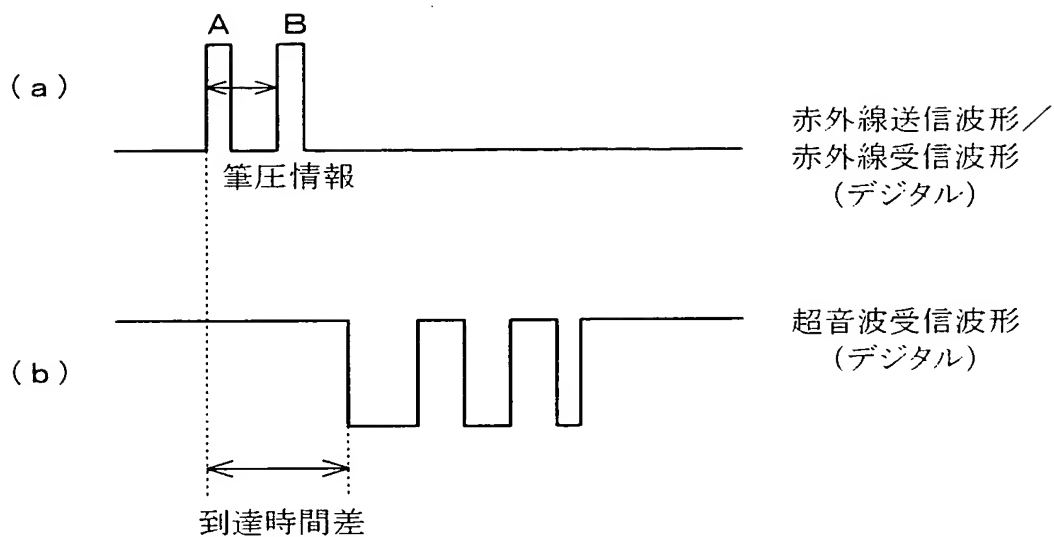 A B
(a)
赤外線送信波形/
赤外線受信波形
(デジタル)
筆圧情報
超音波受信波形
(デジタル)
(b)
到達時間差